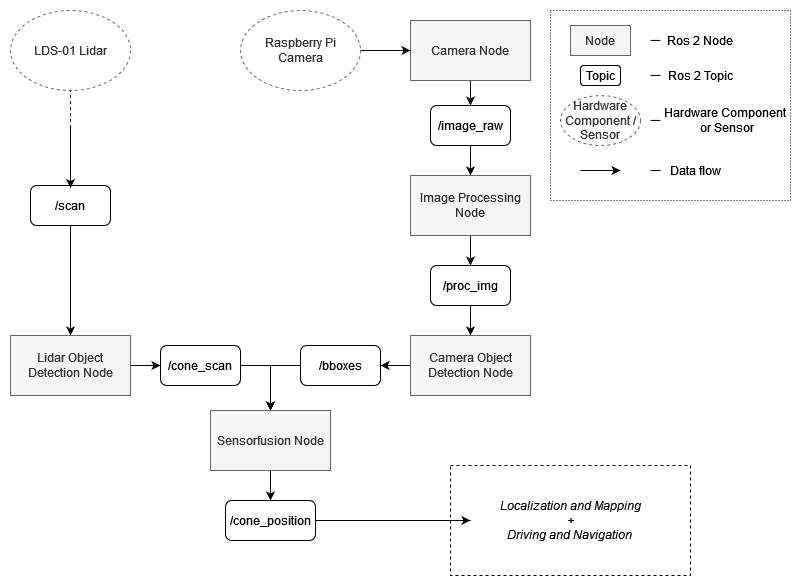 LDS-01 Lidar
Raspberry Pi
Camera
Camera Node
Node
Ros 2 Node
Topic
Ros 2 Topic
Hardware
Component /
Sensor
Hardware Component
or Sensor
Data flow
/image_raw
/scan
Image Processing
Node
/proc_img
Lidar Object
Detection Node
/cone_scan
/bboxes
Camera Object
Detection Node
Sensorfusion Node
/cone_position
Localization and Mapping
+
Driving and Navigation